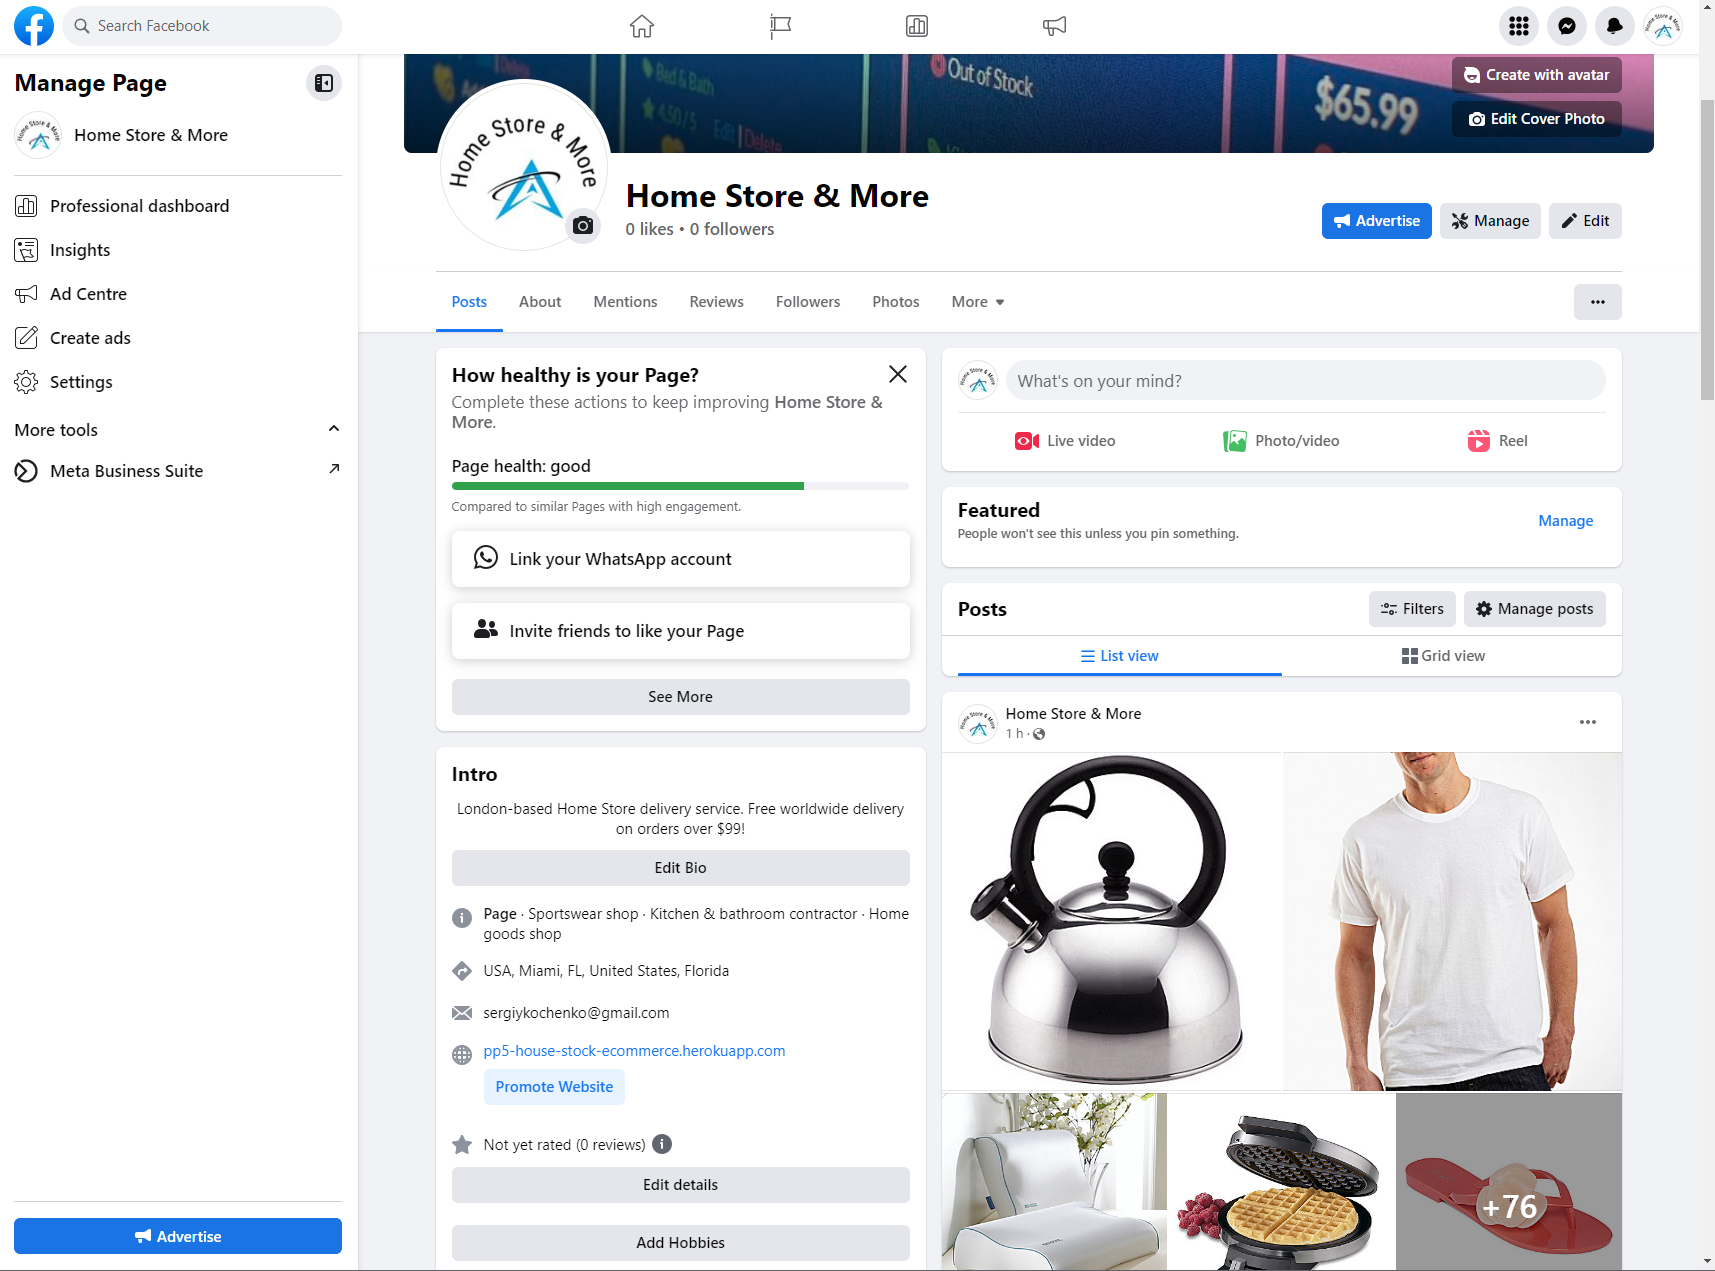 Search Facebook
Manage Page
Home Store & More
Professional dashboard
Insights
Ad Centre
Create ads
Settings
More tools
Meta Business Suite
Advertise
Delete
Bed & Bath
4.50/5
Edit | Delete
Out of Stock
$65.99
Create with avatar
Edit Cover Photo
Home Store & More
Home Store & More
0 likes • 0 followers
Advertise
Manage
Edit
Posts
About
Mentions
Reviews
Followers
Photos
More
How healthy is your Page?
Complete these actions to keep improving Home Store &
More.
Page health: good
Compared to similar Pages with high engagement.
Link your WhatsApp account
Invite friends to like your Page
See More
Intro
London-based Home Store delivery service. Free worldwide delivery
on orders over $99!
Edit Bio
Page · Sportswear shop · Kitchen & bathroom contractor · Home
goods shop
USA, Miami, FL, United States, Florida
sergiykochenko@gmail.com
pp5-house-stock-ecommerce.herokuapp.com
Promote Website
Not yet rated (0 reviews)
Edit details
Add Hobbies
What's on your mind?
Live video
Photo/video
Reel
Featured
People won't see this unless you pin something.
Manage
Posts
Filters
Manage posts
List view
Grid view
Home Store & More
1 h ·
+76